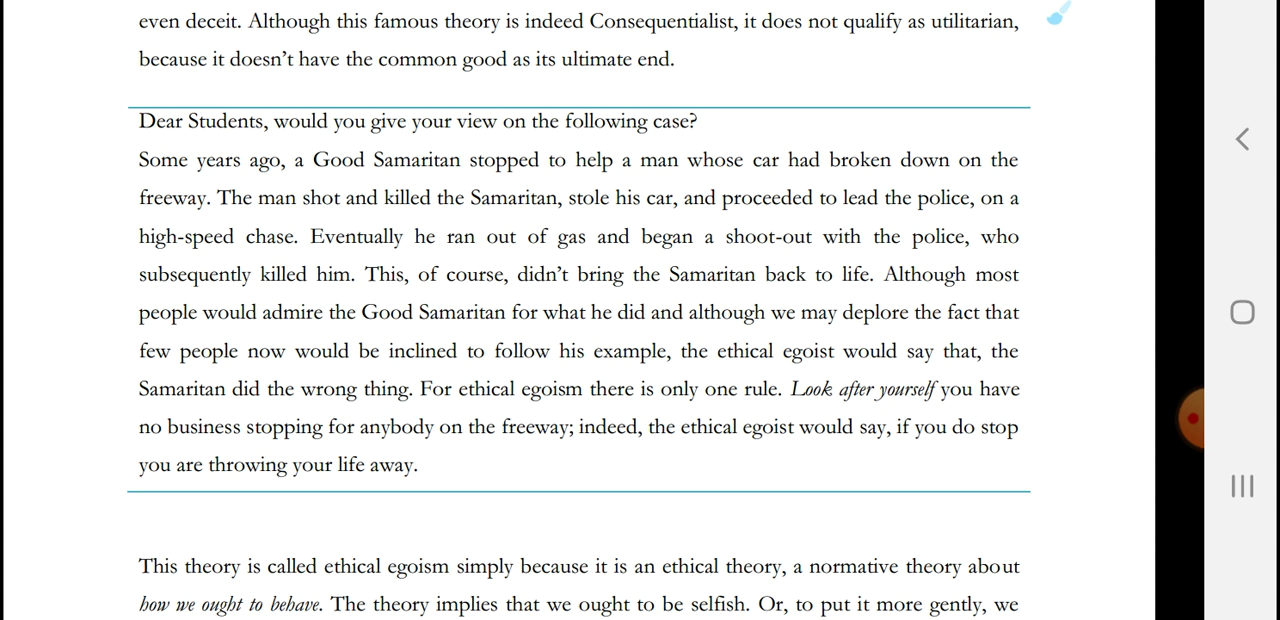 even deceit. Although this famous theory is indeed Consequentialist, it does not qualify as utilitarian,
because it doesn't have the common good as its ultimate end.
Dear Students, would you give your view on the following case?
Some years ago, a Good Samaritan stopped to help a man whose car had broken down on the
freeway. The man shot and killed the Samaritan, stole his car, and proceeded to lead the police, on a
high-speed chase. Eventually he ran out of gas and began a shoot-out with the police, who
subsequently killed him. This, of course, didn't bring the Samaritan back to life. Although most
people would admire the Good Samaritan for what he did and although we may deplore the fact that
few people now would be inclined to follow his example, the ethical egoist would say that, the
Samaritan did the wrong thing. For ethical egoism there is only one rule. Look after yourself you have
no business stopping for anybody on the freeway; indeed, the ethical egoist would say, if you do stop
you are throwing your life away.
This theory is called ethical egoism simply because it is an ethical theory, a normative theory about
how we ought to behave. The theory implies that we ought to be selfish. Or, to put it more gently, we